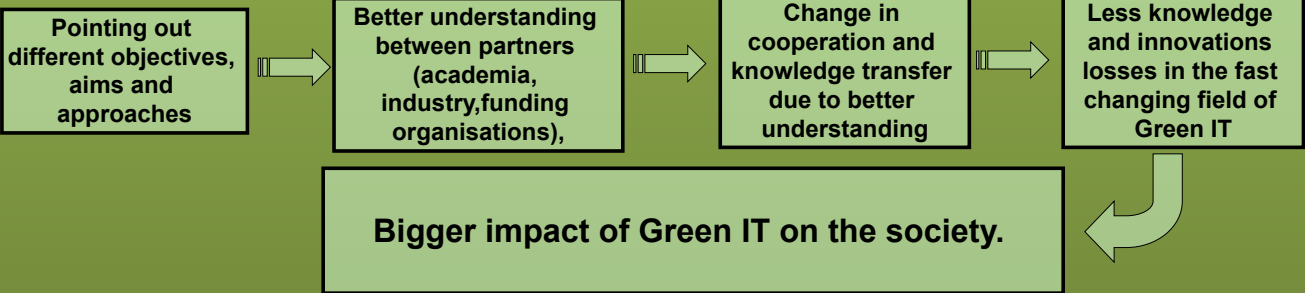 Pointing out
different objectives,
aims and
approaches
Better understanding
between partners
(academia,
industry,funding
organisations),
Change in
cooperation and
knowledge transfer
due to better
understanding
Less knowledge
and innovations
losses in the fast
changing field of
Green IT
Bigger impact of Green IT on the society.